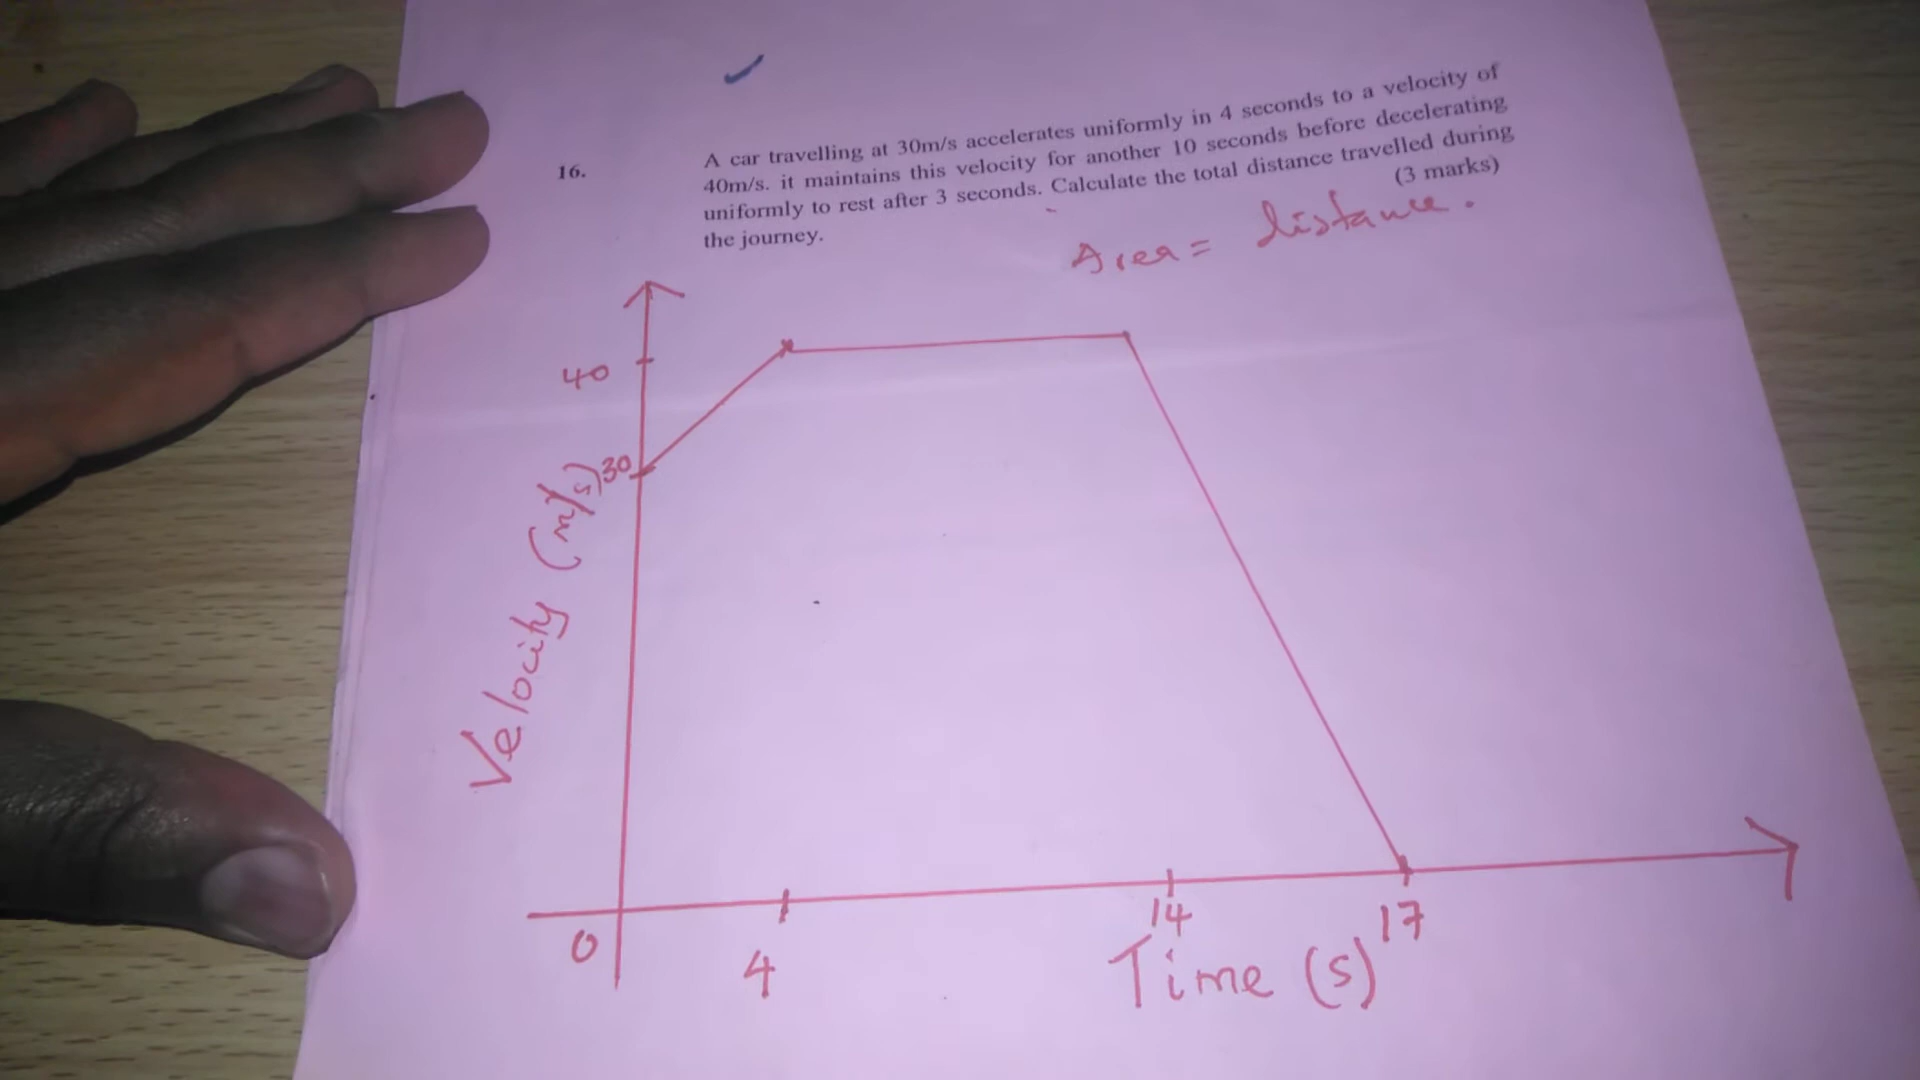 16. A car travelling at 30m/s accelerates uniformly in 4 seconds to a velocity of
40m/s. it maintains this velocity for another 10 seconds before decelerating
uniformly to rest after 3 seconds. Calculate the total distance travelled during
the journey. (3 marks)
Area = distance.
40
30
Velocity (m/s)
0
4
14
17
Time (s)